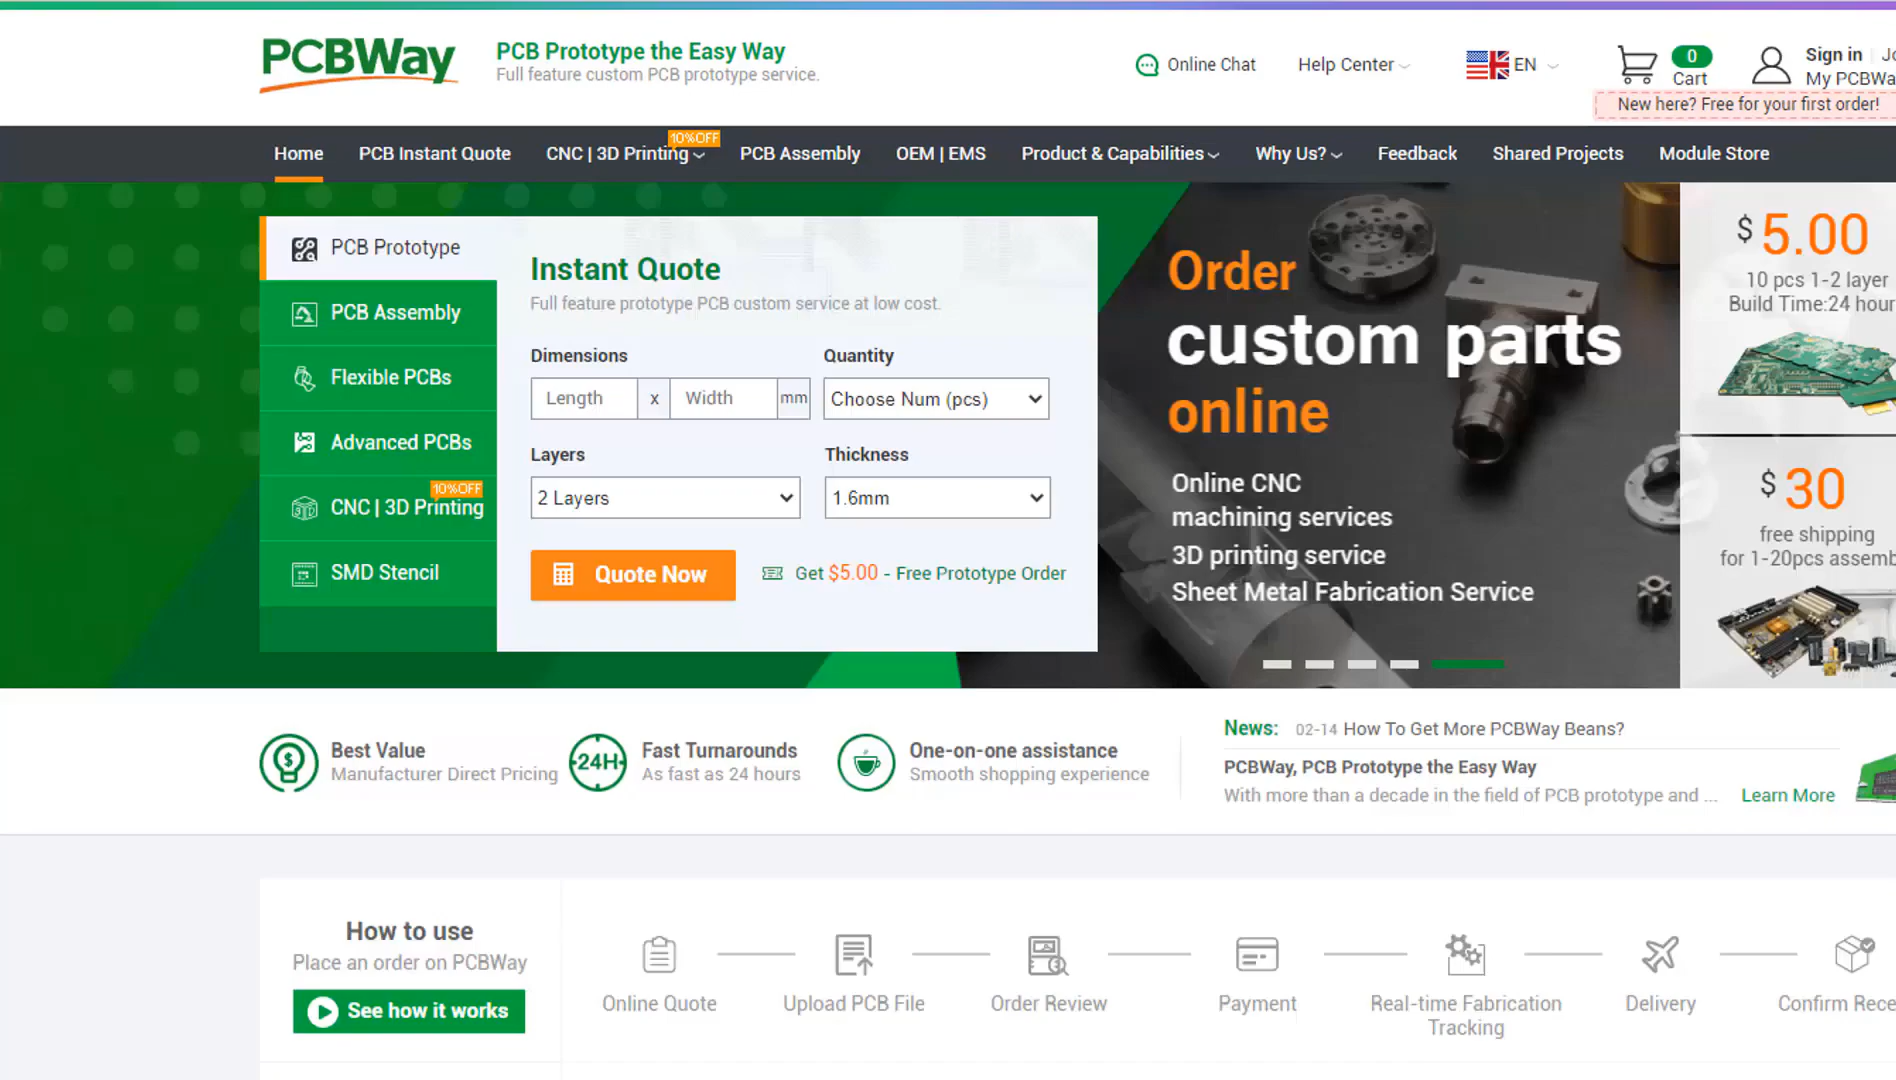 PCBWay
PCB Prototype the Easy Way
Full feature custom PCB prototype service.
Online Chat
Help Center
EN
0
Cart
Sign in
My PCBWa
New here? Free for your first order!
Home
PCB Instant Quote
CNC | 3D Printing
10%OFF
PCB Assembly
OEM | EMS
Product & Capabilities
Why Us?
Feedback
Shared Projects
Module Store
PCB Prototype
PCB Assembly
Flexible PCBs
Advanced PCBs
10%OFF
CNC | 3D Printing
SMD Stencil
Instant Quote
Full feature prototype PCB custom service at low cost.
Dimensions
Quantity
Length x Width mm
Choose Num (pcs)
Layers
Thickness
2 Layers
1.6mm
Quote Now
Get $5.00 - Free Prototype Order
Order
custom parts
online
Online CNC
machining services
3D printing service
Sheet Metal Fabrication Service
$ 5.00
10 pcs 1-2 layer
Build Time:24 hour
$ 30
free shipping
for 1-20pcs assemb
Best Value
Manufacturer Direct Pricing
24H
Fast Turnarounds
As fast as 24 hours
One-on-one assistance
Smooth shopping experience
News: 02-14 How To Get More PCBWay Beans?
PCBWay, PCB Prototype the Easy Way
With more than a decade in the field of PCB prototype and ... Learn More
How to use
Place an order on PCBWay
See how it works
Online Quote
Upload PCB File
Order Review
Payment
Real-time Fabrication
Tracking
Delivery
Confirm Rece